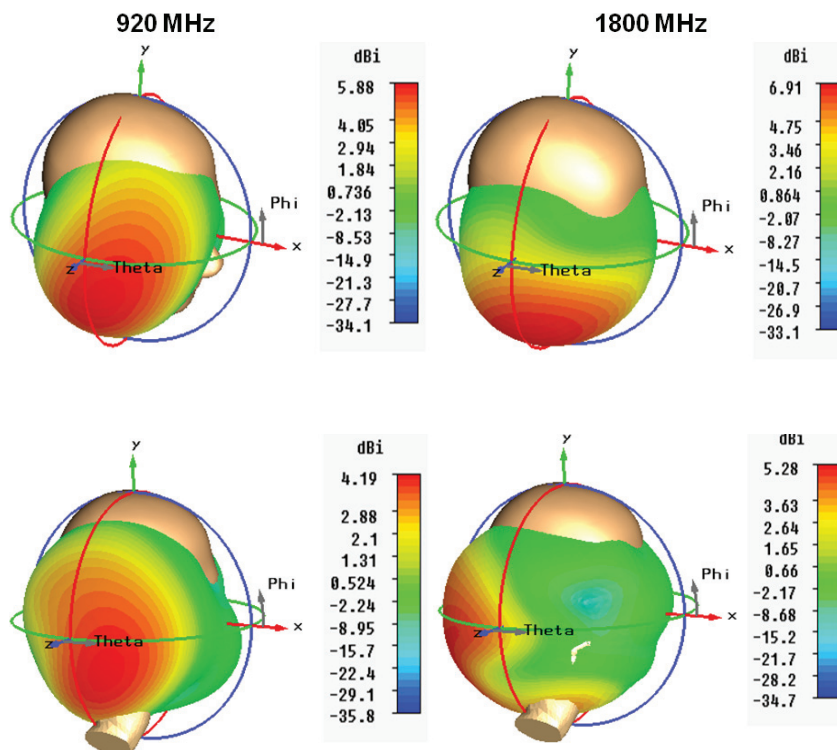 920 MHz
1800 MHz
y
dBi
5.88
4.05
2.94
1.84
0.736
-2.13
-8.53
-14.9
-21.3
-27.7
-34.1
Phi
x
z
Theta
y
dBi
6.91
4.75
3.46
2.16
0.864
-2.07
-8.27
-14.5
-20.7
-26.9
-33.1
Phi
x
z
Theta
y
dBi
4.19
2.88
2.1
1.31
0.524
-2.24
-8.95
-15.7
-22.4
-29.1
-35.8
Phi
x
z
Theta
y
dBi
5.28
3.63
2.64
1.65
0.66
-2.17
-8.68
-15.2
-21.7
-28.2
-34.7
Phi
x
z
Theta